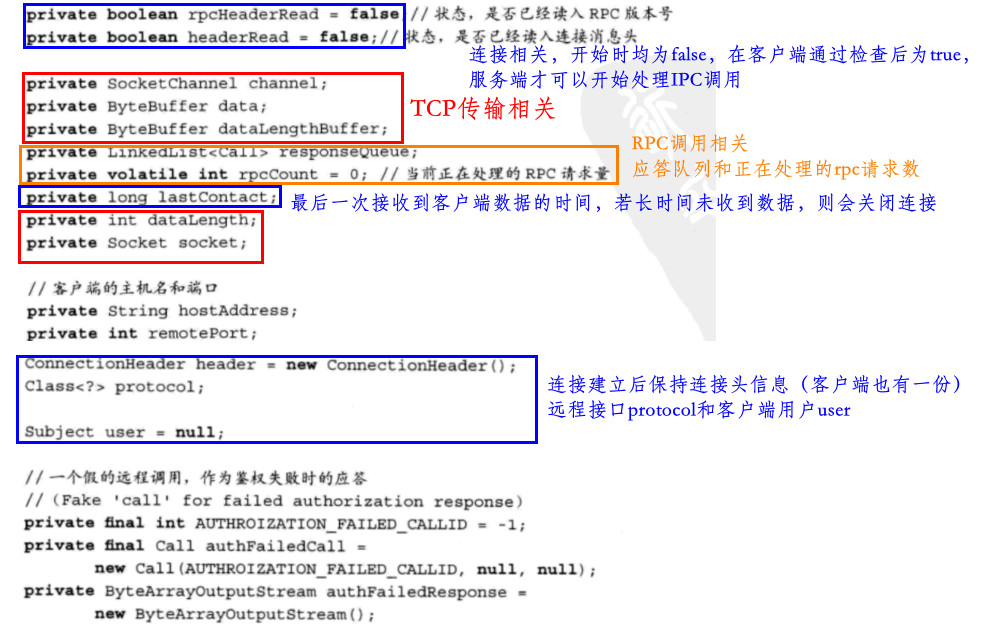 private boolean rpcHeaderRead = false //状态，是否已经读入 RPC 版本号
private boolean headerRead = false;//状态，是否已经读入连接消息头
连接相关，开始时均为false，在客户端通过检查后为true，
服务端才可以开始处理IPC调用
private SocketChannel channel;
private ByteBuffer data;
private ByteBuffer dataLengthBuffer;
TCP传输相关
private LinkedList<Call> responseQueue;
private volatile int rpcCount = 0; //当前正在处理的 RPC 请求量
RPC调用相关
应答队列和正在处理的rpc请求数
private long lastContact;
最后一次接收到客户端数据的时间，若长时间未收到数据，则会关闭连接
private int dataLength;
private Socket socket;
//客户端的主机名和端口
private String hostAddress;
private int remotePort;
ConnectionHeader header = new ConnectionHeader();
Class<?> protocol;
Subject user = null;
连接建立后保持连接头信息（客户端也有一份）
远程接口protocol和客户端用户user
//一个假的远程调用，作为鉴权失败时的应答
//(Fake 'call' for failed authorization response)
private final int AUTHROIZATION_FAILED_CALLID = -1;
private final Call authFailedCall =
new Call(AUTHROIZATION_FAILED_CALLID, null, null);
private ByteArrayOutputStream authFailedResponse =
new ByteArrayOutputStream();